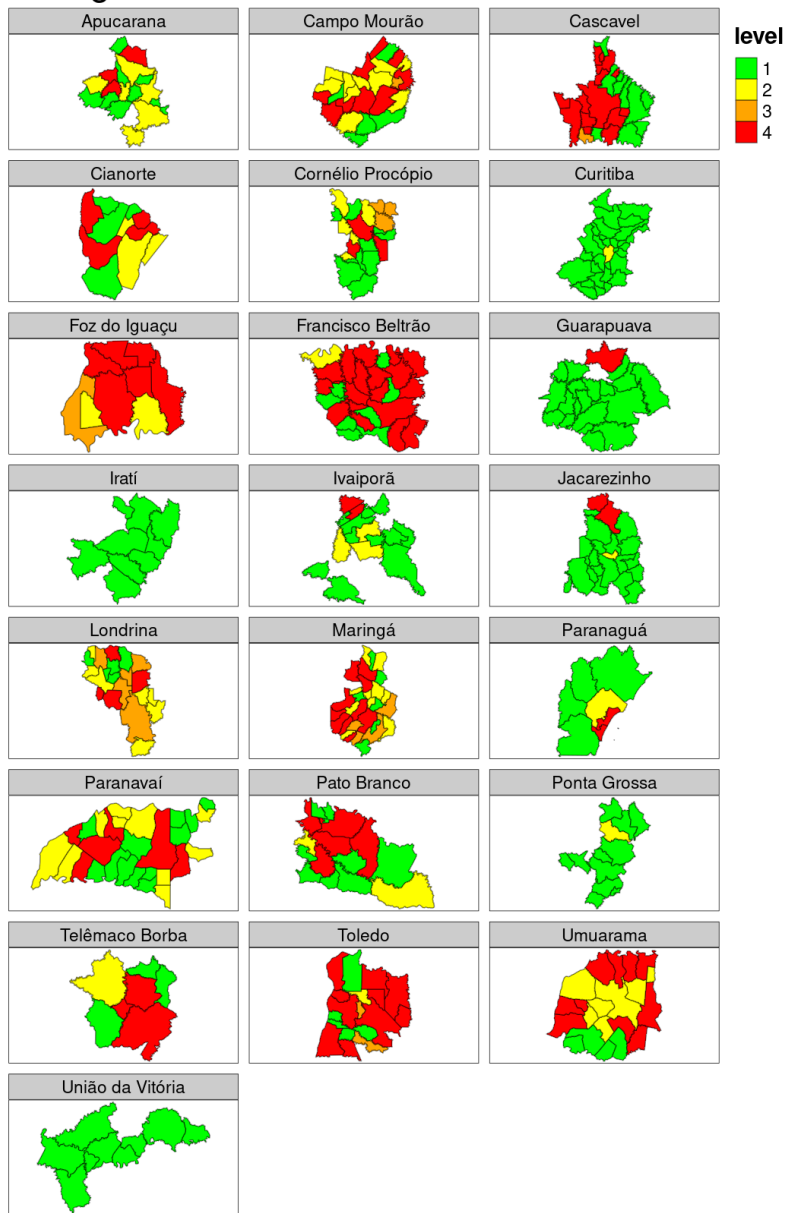 Apucarana
Campo Mourão
Cascavel
level
1
2
3
4
Cianorte
Cornélio Procópio
Curitiba
Foz do Iguaçu
Francisco Beltrão
Guarapuava
Iratí
Ivaiporã
Jacarezinho
Londrina
Maringá
Paranaguá
Paranavaí
Pato Branco
Ponta Grossa
Telêmaco Borba
Toledo
Umuarama
União da Vitória